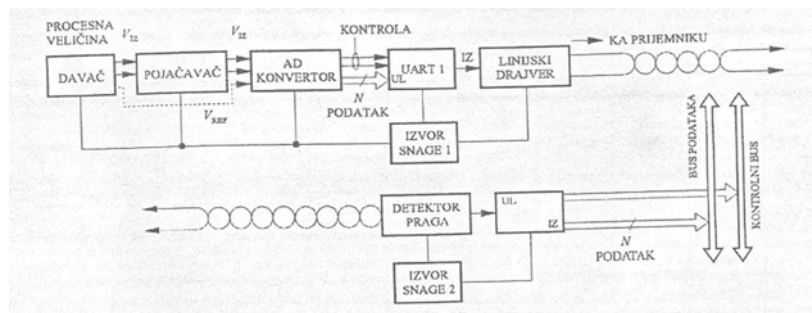 PROCESNA
VELIČINA
V_IZ
V_IZ
KONTROLA
KA PRIJEMNIKU
DAVAČ
POJAČAVAČ
AD
KONVERTOR
UART 1
UL
IZ
LINIJSKI
DRAJVER
V_REF
N
PODATAK
IZVOR
SNAGE 1
BUS PODATAKA
KONTROLNI BUS
DETEKTOR
PRAGA
UL
IZ
N
PODATAK
IZVOR
SNAGE 2